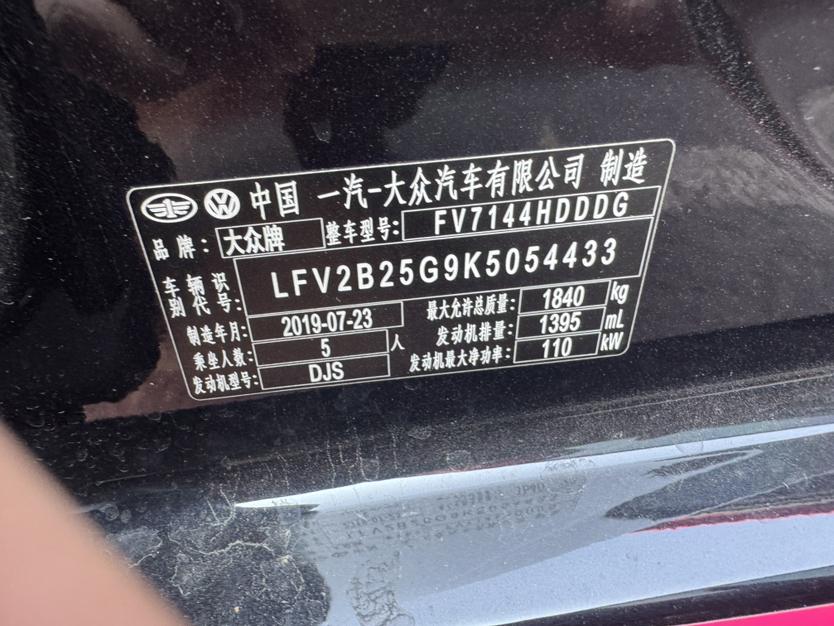 中国 一汽-大众汽车有限公司 制造
品牌: 大众牌 整车型号: FV7144HDDDG
车辆识别代号: LFV2B25G9K5054433
制造年月: 2019-07-23 最大允许总质量: 1840 kg
乘坐人数: 5 人 发动机排量: 1395 mL
发动机型号: DJS 发动机最大净功率: 110 kW